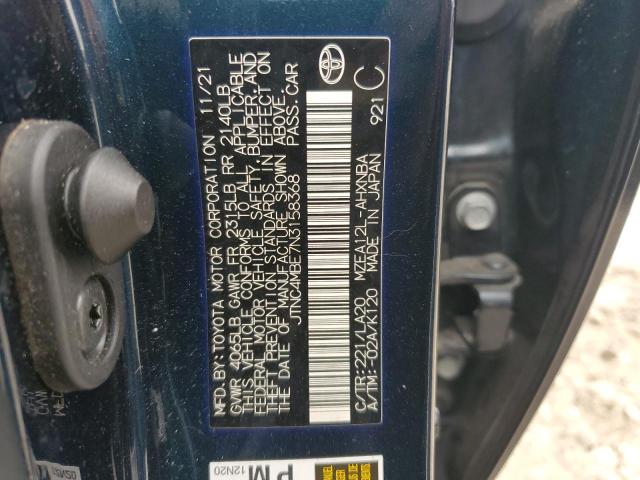 MFD.BY: TOYOTA MOTOR CORPORATION 11/21
GVWR 4065LB GAWR FR 2315LB RR 2140LB
THIS VEHICLE CONFORMS TO ALL APPLICABLE
FEDERAL MOTOR VEHICLE SAFETY, BUMPER, AND
THEFT PREVENTION STANDARDS IN EFFECT ON
THE DATE OF MANUFACTURE SHOWN ABOVE.
JTNC4MBE7N3158368 PASS.CAR
C/TR:221/LA20 MZEA12L-AHXNBA 921
A/TM:-02A/K120 MADE IN JAPAN C
PM
12N20